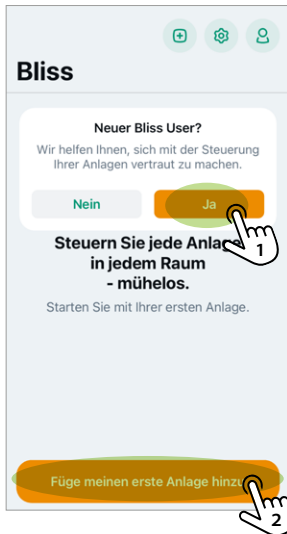 Bliss
Neuer Bliss User?
Wir helfen Ihnen, sich mit der Steuerung
Ihrer Anlagen vertraut zu machen.
Nein
Ja
1
Steuern Sie jede Anlage
in jedem Raum
- mühelos.
Starten Sie mit Ihrer ersten Anlage.
Füge meinen erste Anlage hinzu
2